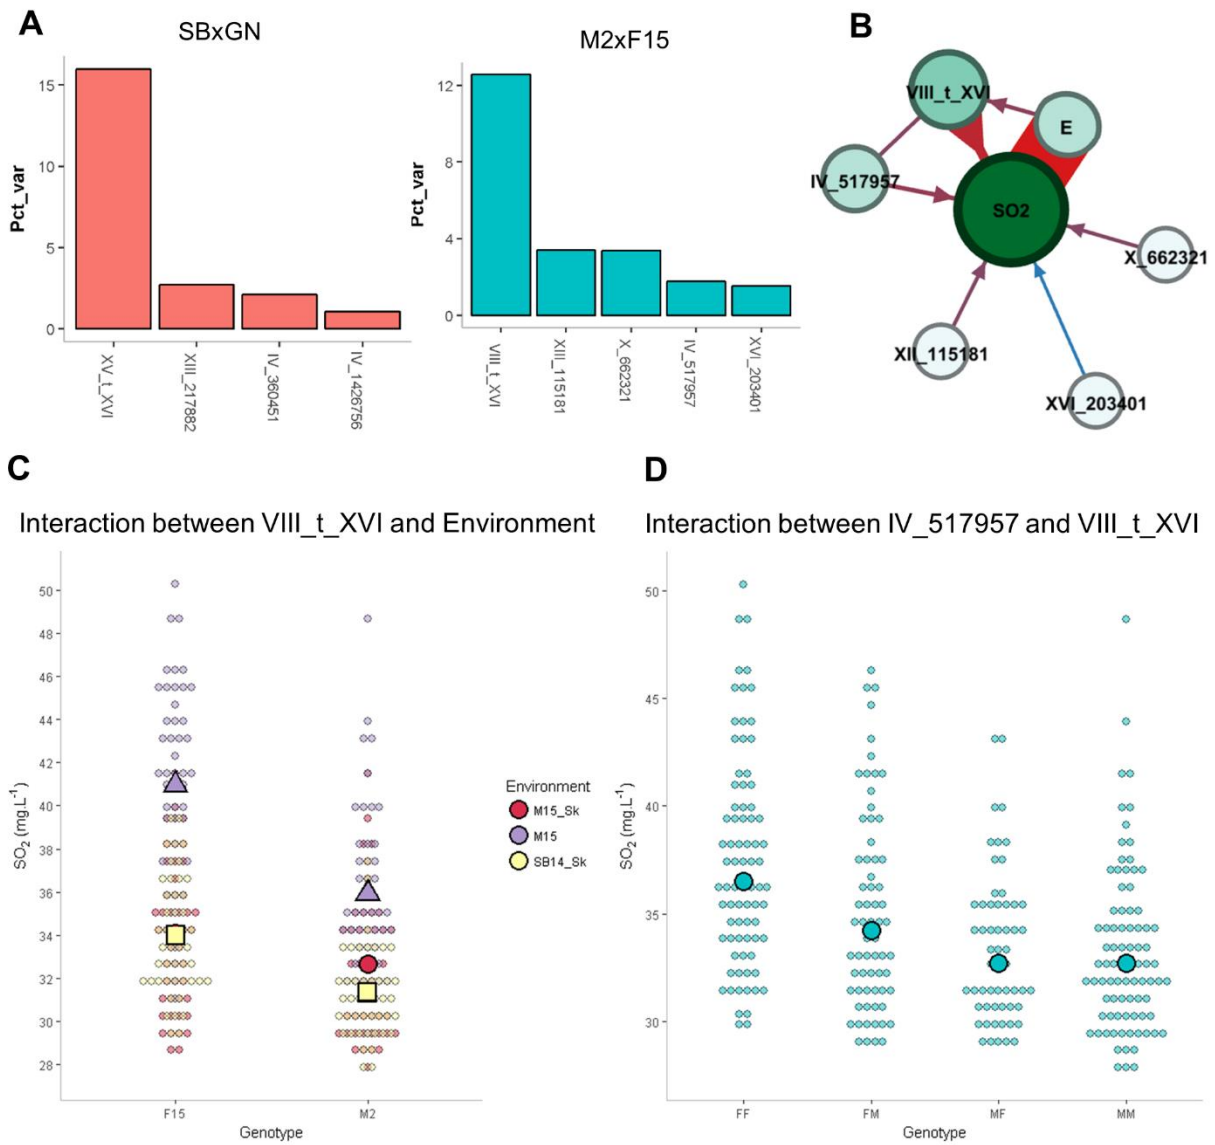 A
SBxGN
M2xF15
B
Pct_var
15
10
5
0
XV_t_XVI
XIII_217882
IV_360451
IV_1426756
Pct_var
12
8
4
0
VIII_t_XVI
XIII_115181
X_662321
IV_517957
XVI_203401
VIII_t_XVI
E
IV_517957
SO2
X_662321
XII_115181
XVI_203401
C
Interaction between VIII_t_XVI and Environment
SO₂ (mg.L⁻¹)
50
48
46
44
42
40
38
36
34
32
30
28
F15
M2
Genotype
Environment
M15_Sk
M15
SB14_Sk
D
Interaction between IV_517957 and VIII_t_XVI
SO₂ (mg.L⁻¹)
50
45
40
35
30
FF
FM
MF
MM
Genotype